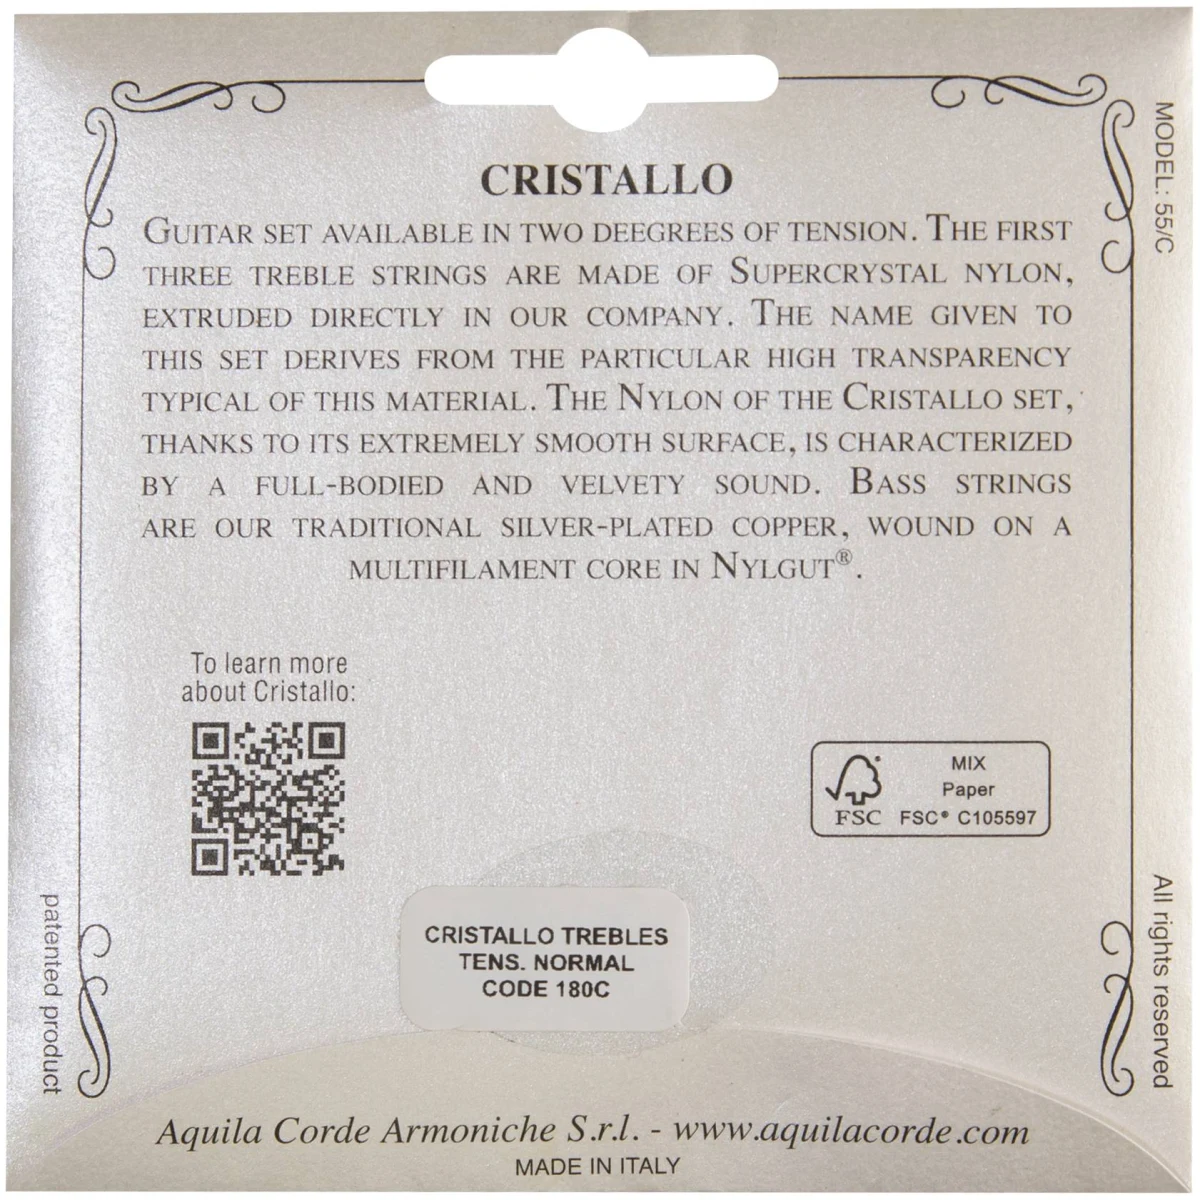 CRISTALLO
GUITAR SET AVAILABLE IN TWO DEEGREES OF TENSION. THE FIRST
THREE TREBLE STRINGS ARE MADE OF SUPERCRYSTAL NYLON,
EXTRUDED DIRECTLY IN OUR COMPANY. THE NAME GIVEN TO
THIS SET DERIVES FROM THE PARTICULAR HIGH TRANSPARENCY
TYPICAL OF THIS MATERIAL. THE NYLON OF THE CRISTALLO SET,
THANKS TO ITS EXTREMELY SMOOTH SURFACE, IS CHARACTERIZED
BY A FULL-BODIED AND VELVETY SOUND. BASS STRINGS
ARE OUR TRADITIONAL SILVER-PLATED COPPER, WOUND ON A
MULTIFILAMENT CORE IN NYLGUT®.
MODEL: 55/C
To learn more
about Cristallo:
FSC
MIX
Paper
FSC® C105597
CRISTALLO TREBLES
TENS. NORMAL
CODE 180C
patented product
All rights reserved
Aquila Corde Armoniche S.r.l. - www.aquilacorde.com
MADE IN ITALY